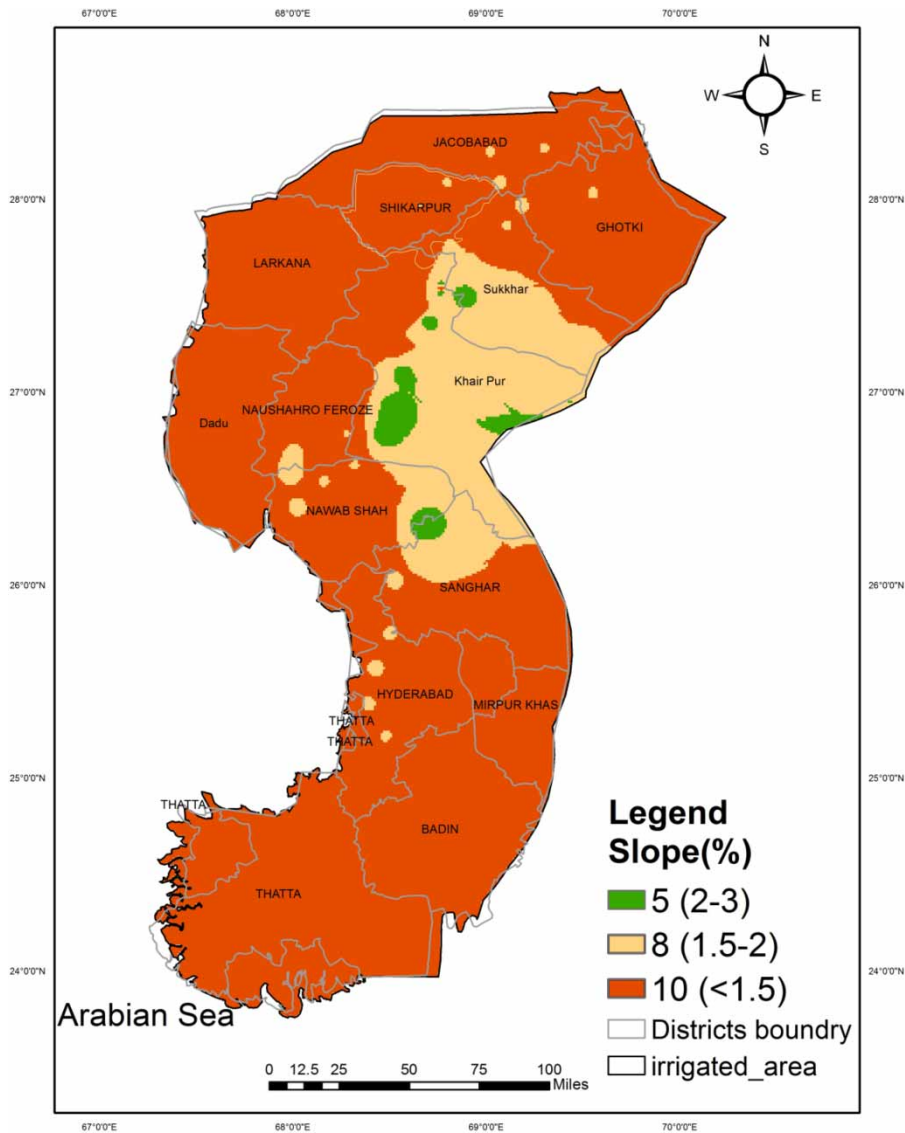 67°0'0"E 68°0'0"E 69°0'0"E 70°0'0"E
N
W E
S
JACOBABAD
28°0'0"N 28°0'0"N
SHIKARPUR
GHOTKI
LARKANA
Sukkhar
27°0'0"N 27°0'0"N
Khair Pur
NAUSHAHRO FEROZE
Dadu
NAWAB SHAH
26°0'0"N 26°0'0"N
SANGHAR
HYDERABAD
MIRPUR KHAS
THATTA
THATTA
25°0'0"N 25°0'0"N
THATTA
BADIN
THATTA
24°0'0"N 24°0'0"N
Arabian Sea
Legend
Slope(%)
5 (2-3)
8 (1.5-2)
10 (<1.5)
Districts boundry
irrigated_area
0 12.5 25 50 75 100
Miles
67°0'0"E 68°0'0"E 69°0'0"E 70°0'0"E